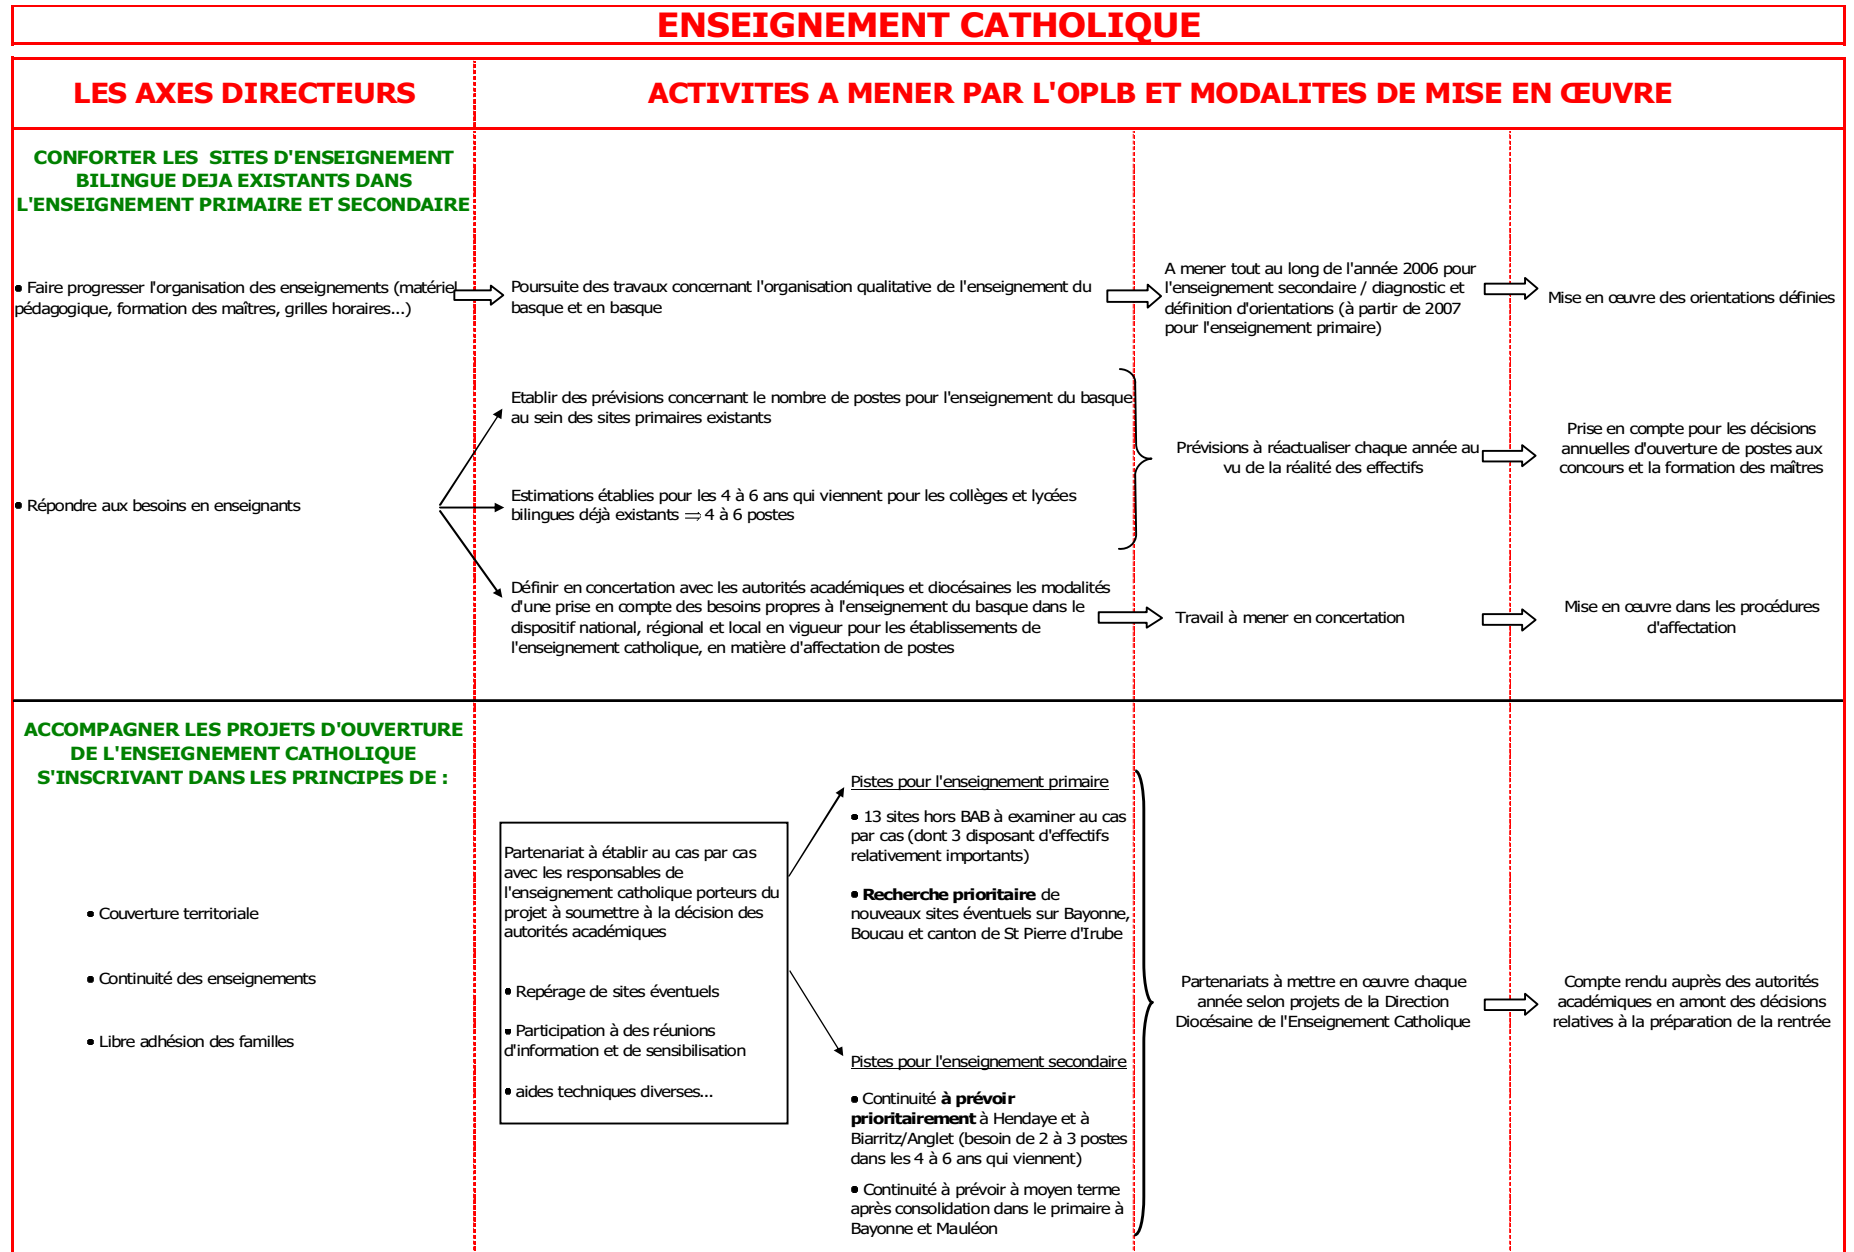 ENSEIGNEMENT CATHOLIQUE
LES AXES DIRECTEURS
ACTIVITES A MENER PAR L'OPLB ET MODALITES DE MISE EN ŒUVRE
CONFORTER LES SITES D'ENSEIGNEMENT
BILINGUE DEJA EXISTANTS DANS
L'ENSEIGNEMENT PRIMAIRE ET SECONDAIRE
• Faire progresser l'organisation des enseignements (matériel
pédagogique, formation des maîtres, grilles horaires...)
Poursuite des travaux concernant l'organisation qualitative de l'enseignement du
basque et en basque
A mener tout au long de l'année 2006 pour
l'enseignement secondaire / diagnostic et
définition d'orientations (à partir de 2007
pour l'enseignement primaire)
Mise en œuvre des orientations définies
• Répondre aux besoins en enseignants
Etablir des prévisions concernant le nombre de postes pour l'enseignement du basque
au sein des sites primaires existants
Estimations établies pour les 4 à 6 ans qui viennent pour les collèges et lycées
bilingues déjà existants ⇒ 4 à 6 postes
Prévisions à réactualiser chaque année au
vu de la réalité des effectifs
Prise en compte pour les décisions
annuelles d'ouverture de postes aux
concours et la formation des maîtres
Définir en concertation avec les autorités académiques et diocésaines les modalités
d'une prise en compte des besoins propres à l'enseignement du basque dans le
dispositif national, régional et local en vigueur pour les établissements de
l'enseignement catholique, en matière d'affectation de postes
Travail à mener en concertation
Mise en œuvre dans les procédures
d'affectation
ACCOMPAGNER LES PROJETS D'OUVERTURE
DE L'ENSEIGNEMENT CATHOLIQUE
S'INSCRIVANT DANS LES PRINCIPES DE :
• Couverture territoriale
• Continuité des enseignements
• Libre adhésion des familles
Partenariat à établir au cas par cas
avec les responsables de
l'enseignement catholique porteurs du
projet à soumettre à la décision des
autorités académiques
• Repérage de sites éventuels
• Participation à des réunions
d'information et de sensibilisation
• aides techniques diverses...
Pistes pour l'enseignement primaire
• 13 sites hors BAB à examiner au cas
par cas (dont 3 disposant d'effectifs
relativement importants)
• Recherche prioritaire de
nouveaux sites éventuels sur Bayonne,
Boucau et canton de St Pierre d'Irube
Pistes pour l'enseignement secondaire
• Continuité à prévoir
prioritairement à Hendaye et à
Biarritz/Anglet (besoin de 2 à 3 postes
dans les 4 à 6 ans qui viennent)
• Continuité à prévoir à moyen terme
après consolidation dans le primaire à
Bayonne et Mauléon
Partenariats à mettre en œuvre chaque
année selon projets de la Direction
Diocésaine de l'Enseignement Catholique
Compte rendu auprès des autorités
académiques en amont des décisions
relatives à la préparation de la rentrée